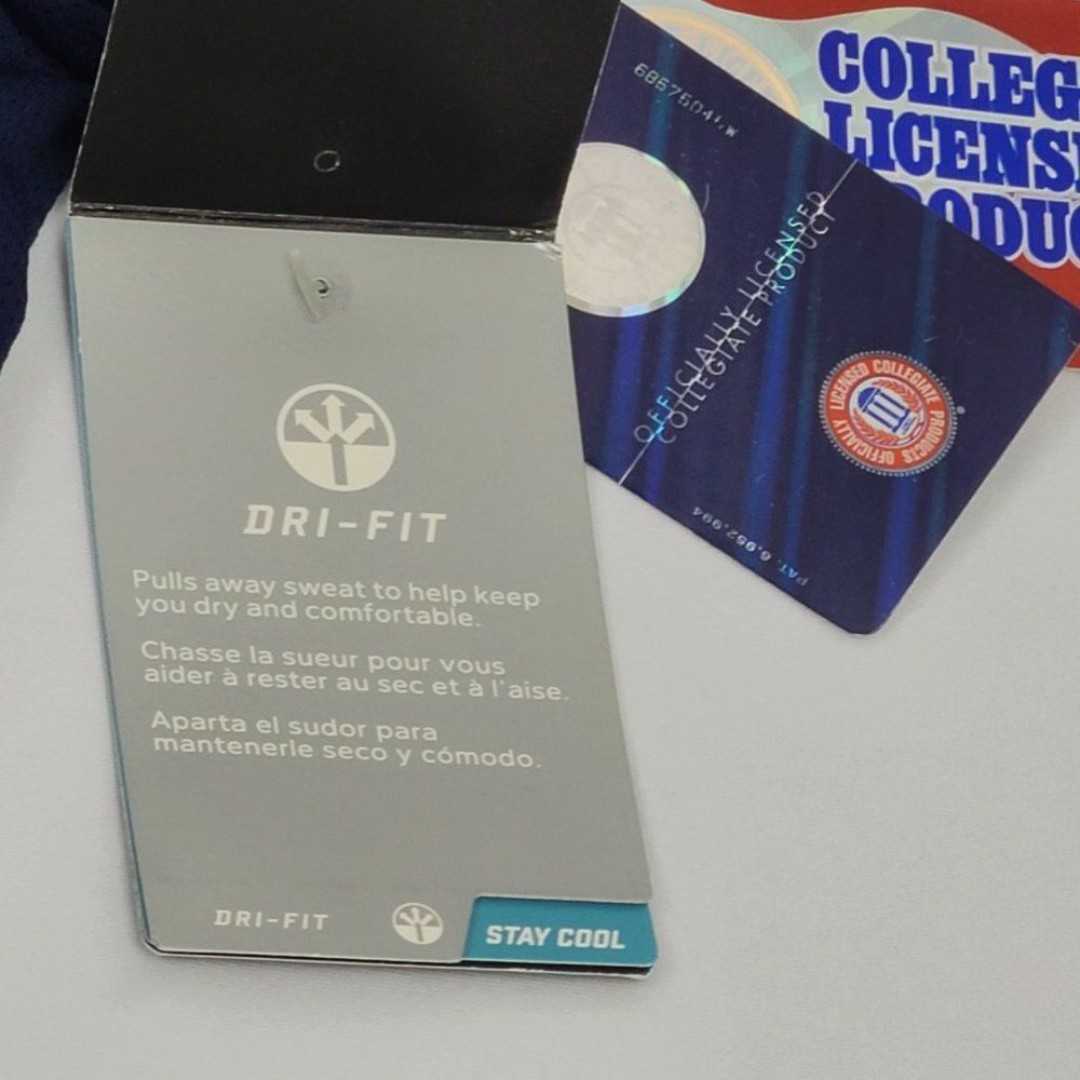 DRI-FIT
Pulls away sweat to help keep
you dry and comfortable.
Chasse la sueur pour vous
aider à rester au sec et à l'aise.
Aparta el sudor para
mantenerle seco y cómodo.
DRI-FIT
STAY COOL
OFFICIALLY LICENSED
COLLEGIATE PRODUCT
OFFICIALLY LICENSED COLLEGIATE PRODUCTS
PAT. 6,952,994
COLLEG
LICENS
ODUC